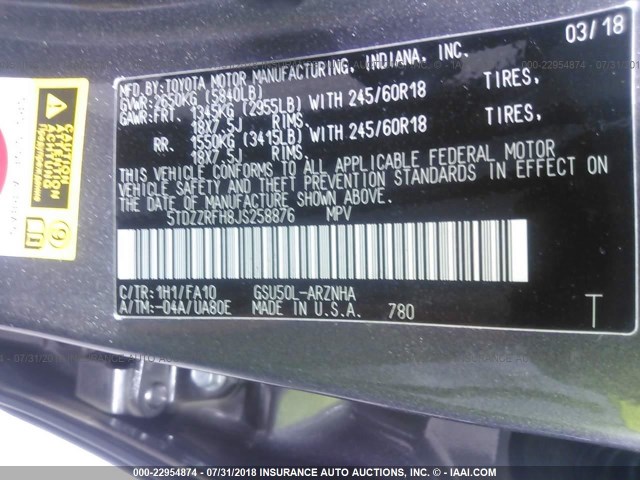 03/18
MFD.BY:TOYOTA MOTOR MANUFACTURING, INDIANA, INC.
GVWR:2650KG (5840LB)
GAWR:FRT. 1345KG (2955LB) WITH 245/60R18 TIRES,
18X7.5J RIMS.
RR. 1550KG (3415LB) WITH 245/60R18 TIRES,
18X7.5J RIMS.
THIS VEHICLE CONFORMS TO ALL APPLICABLE FEDERAL MOTOR
VEHICLE SAFETY AND THEFT PREVENTION STANDARDS IN EFFECT ON
THE DATE OF MANUFACTURE SHOWN ABOVE.
5TDZZRFH8JS258876 MPV
C/TR:1H1/FA10 GSU50L-ARZNHA
A/TM:-04A/UA80E MADE IN U.S.A. 780 T
CAUTION
000-22954874 - 07/31/2018 INSURANCE AUTO AUCTIONS INC. - IAAI.COM